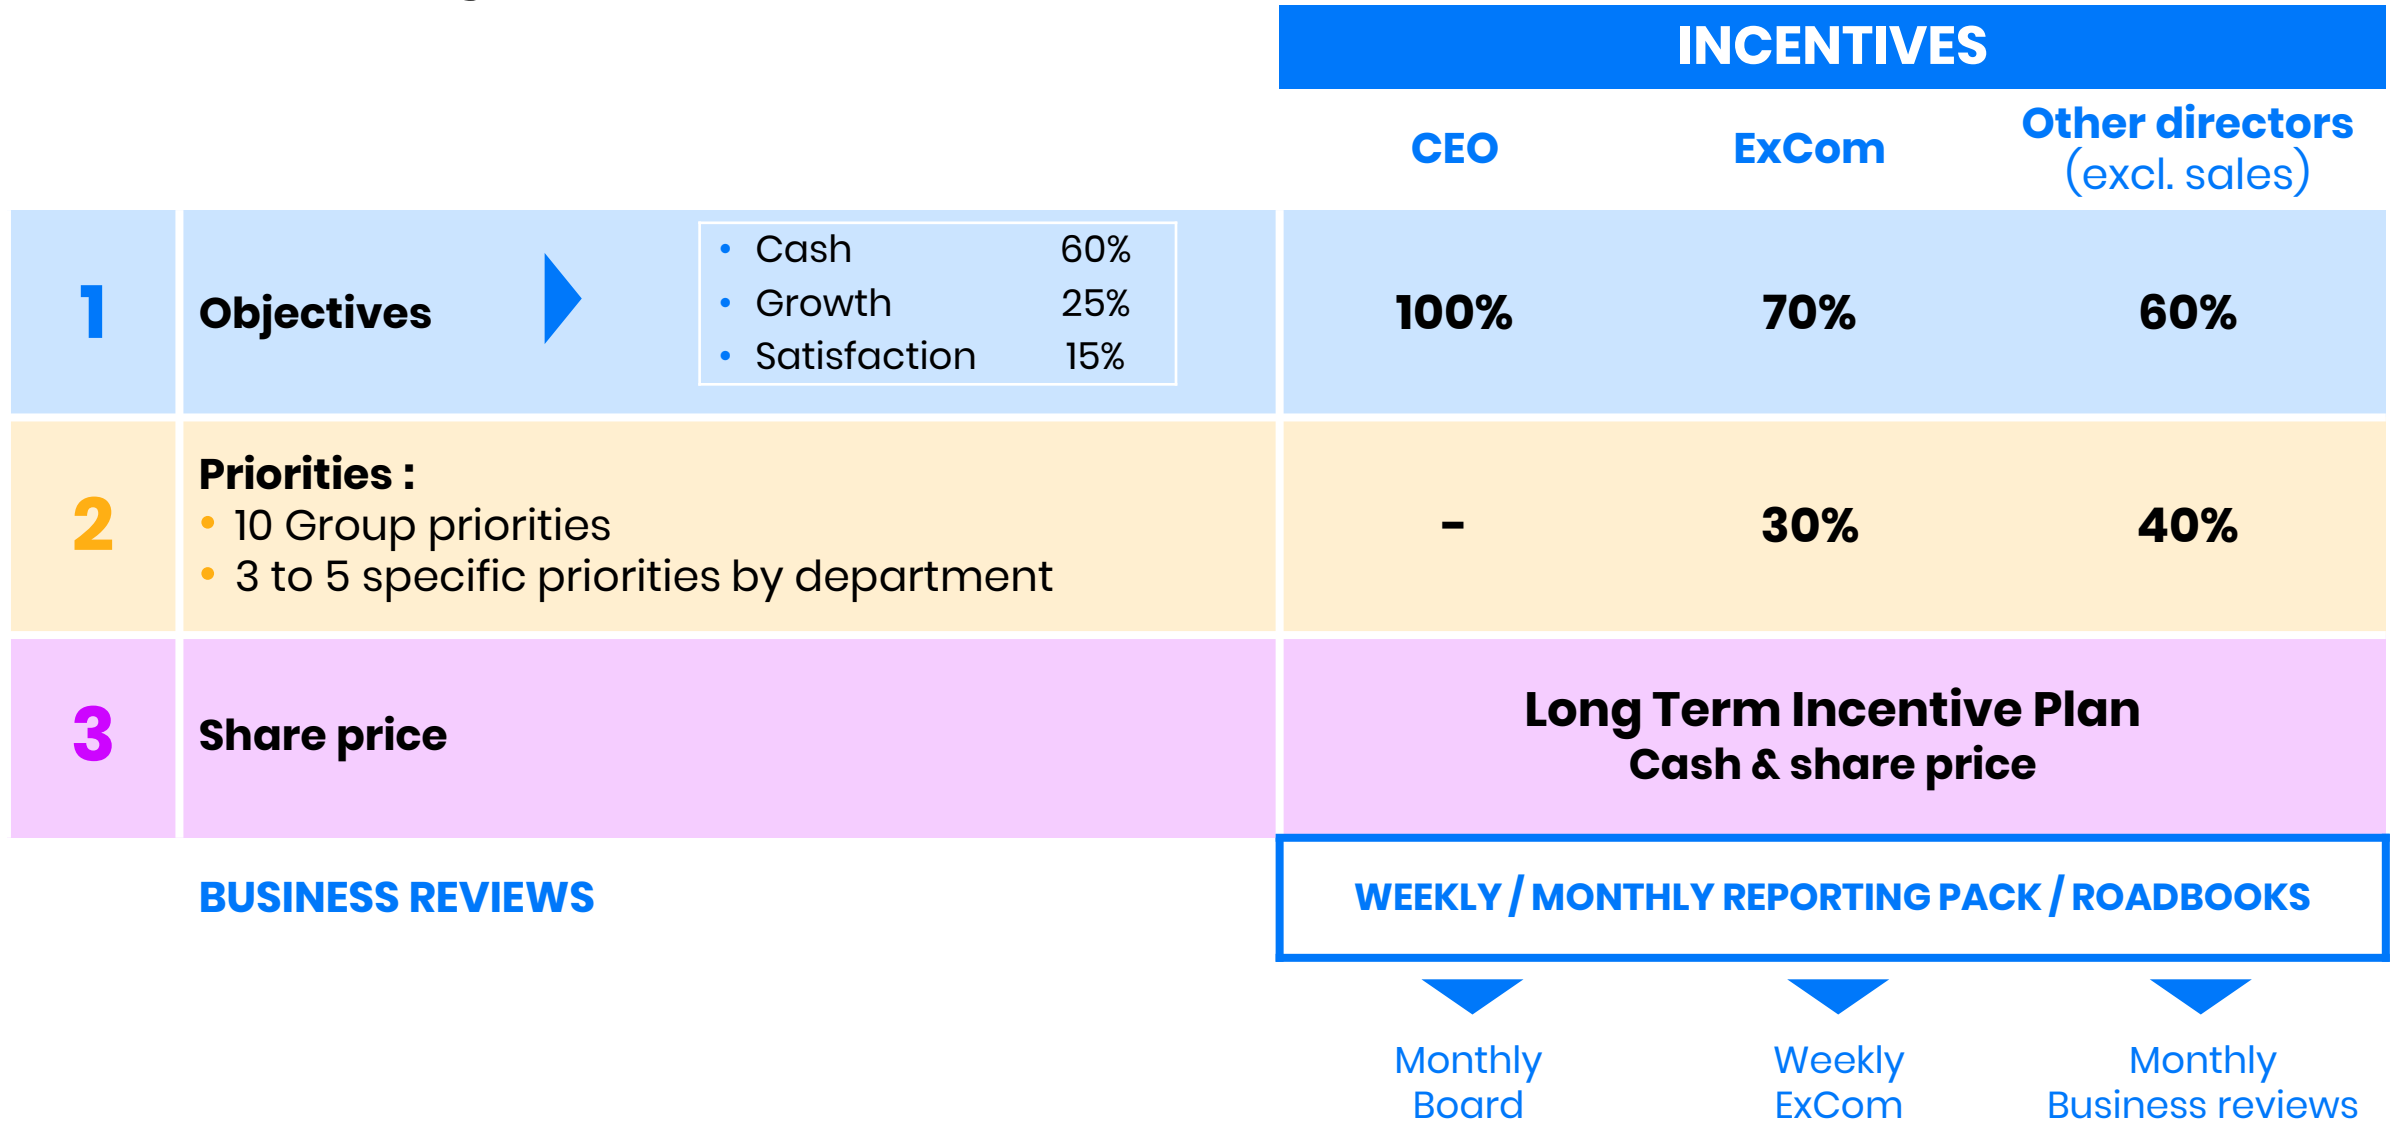 INCENTIVES
CEO
ExCom
Other directors
(excl. sales)
1
Objectives
• Cash 60%
• Growth 25%
• Satisfaction 15%
100%
70%
60%
2
Priorities :
• 10 Group priorities
• 3 to 5 specific priorities by department
-
30%
40%
3
Share price
Long Term Incentive Plan
Cash & share price
BUSINESS REVIEWS
WEEKLY / MONTHLY REPORTING PACK / ROADBOOKS
Monthly
Board
Weekly
ExCom
Monthly
Business reviews